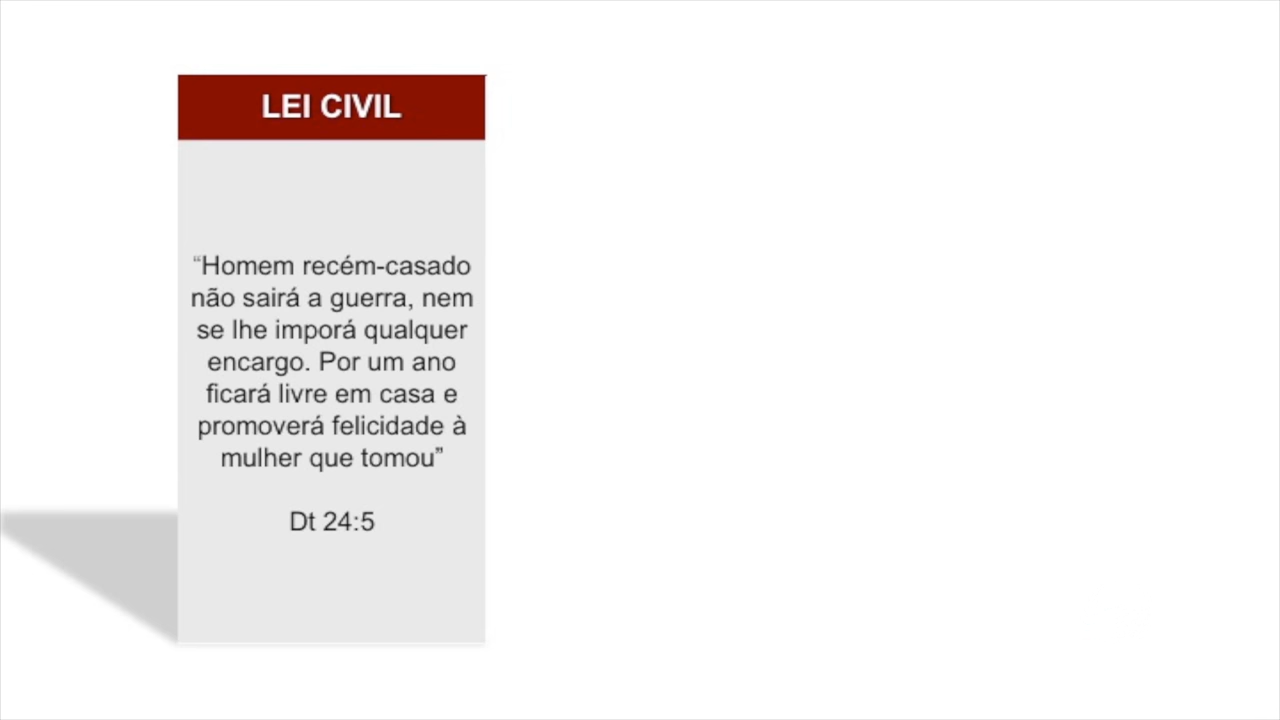 LEI CIVIL
“Homem recém-casado
não sairá a guerra, nem
se lhe imporá qualquer
encargo. Por um ano
ficará livre em casa e
promoverá felicidade à
mulher que tomou”
Dt 24:5